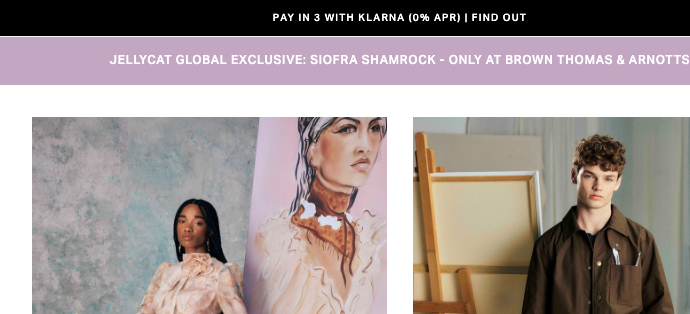 PAY IN 3 WITH KLARNA (0% APR) | FIND OUT
JELLYCAT GLOBAL EXCLUSIVE: SIOFRA SHAMROCK - ONLY AT BROWN THOMAS & ARNOTTS